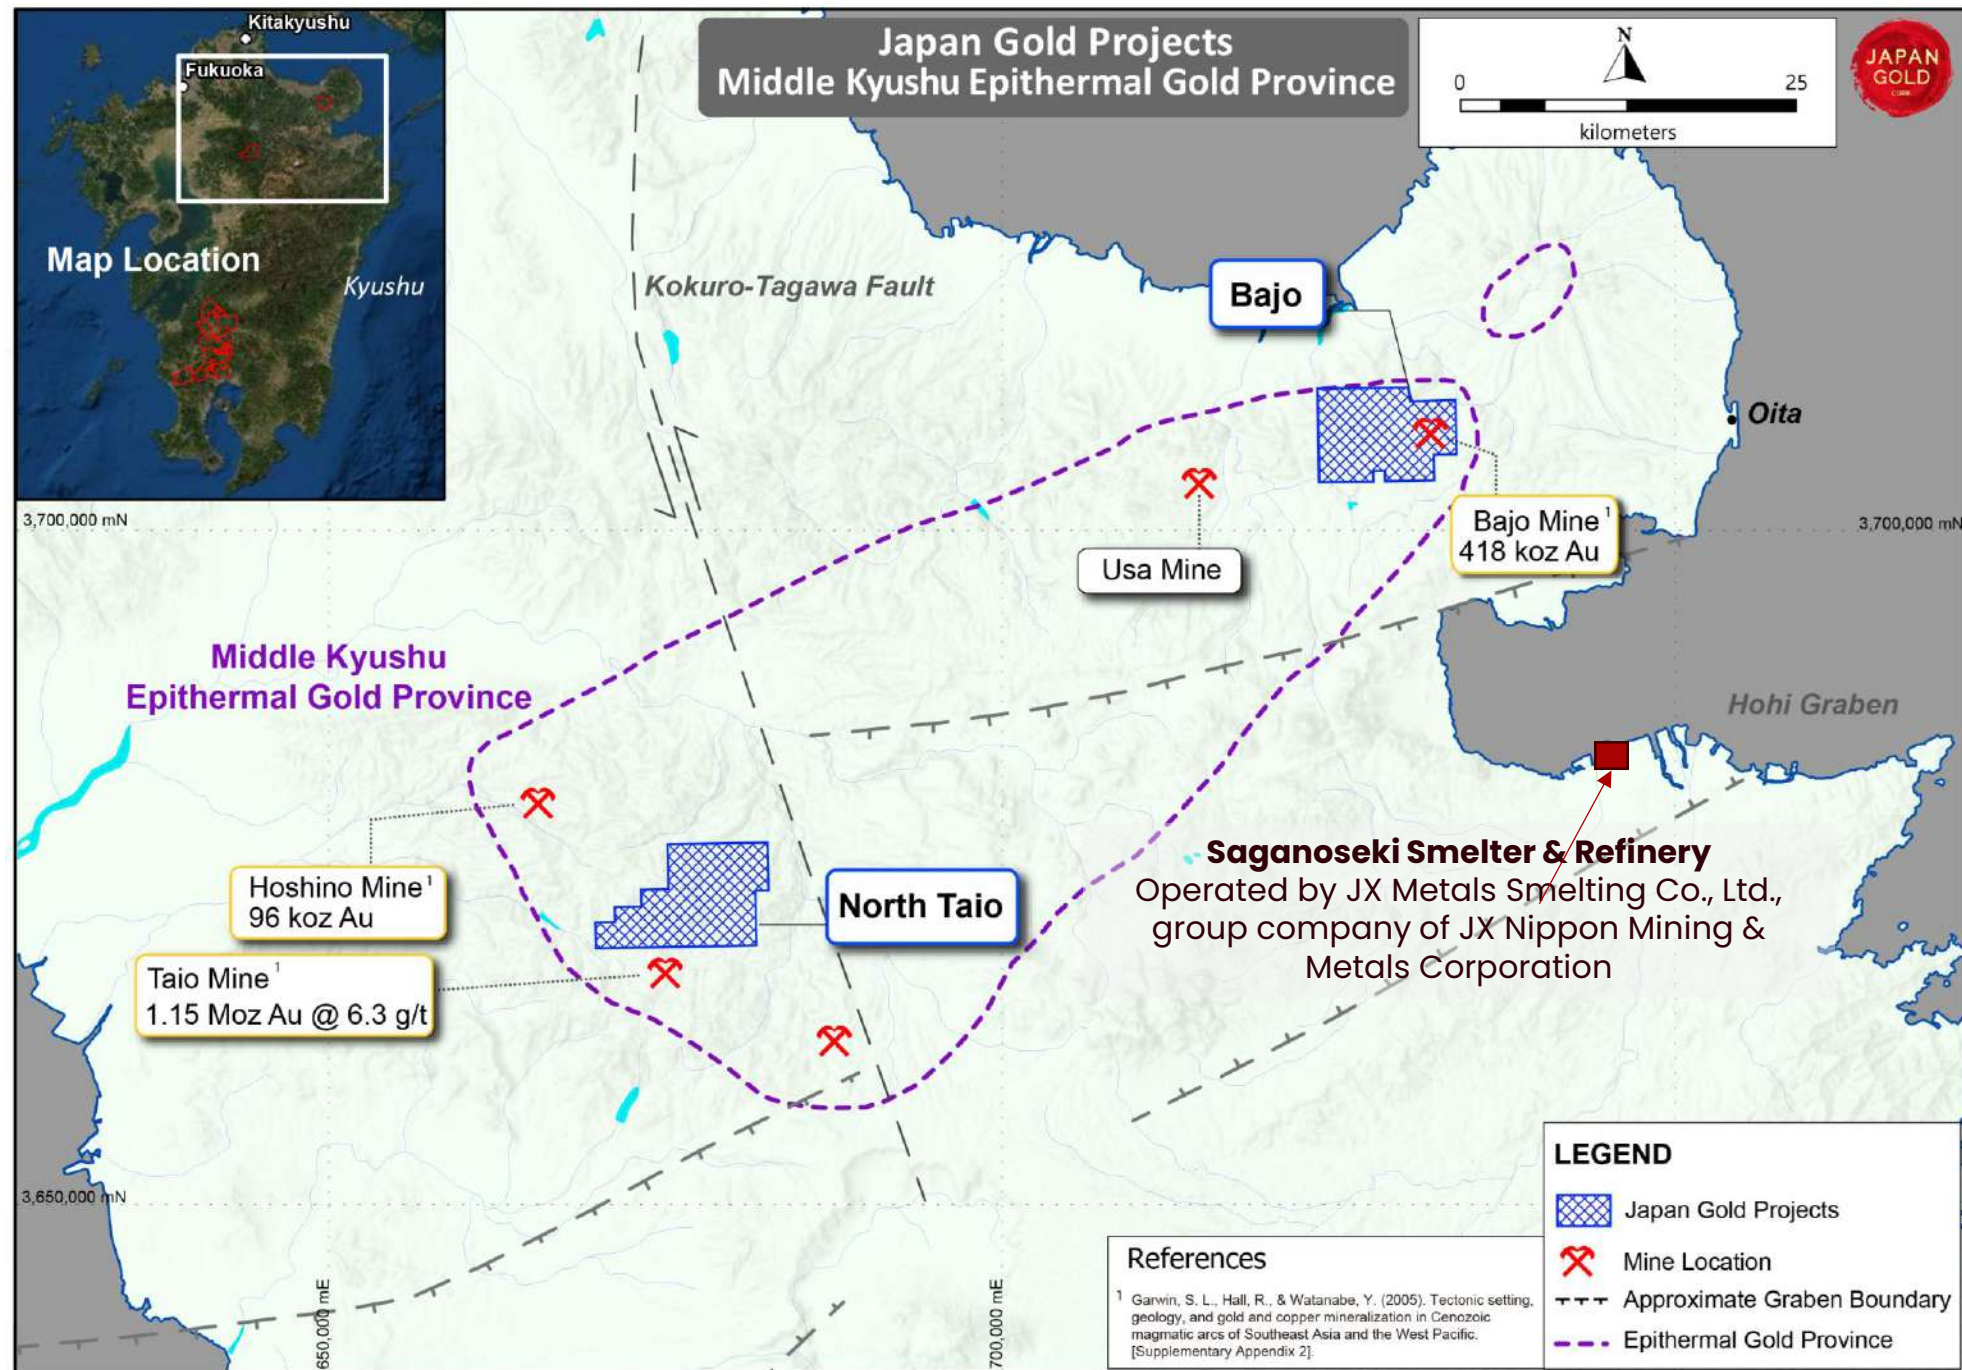 Japan Gold Projects
Middle Kyushu Epithermal Gold Province
N
0
25
kilometers
JAPAN
GOLD
CORP.
Kitakyushu
Fukuoka
Map Location
Kyushu
Kokuro-Tagawa Fault
Bajo
Oita
3,700,000 mN
3,700,000 mN
Bajo Mine ¹
418 koz Au
Usa Mine
Middle Kyushu
Epithermal Gold Province
Hohi Graben
Hoshino Mine ¹
96 koz Au
North Taio
Saganoseki Smelter & Refinery
Operated by JX Metals Smelting Co., Ltd.,
group company of JX Nippon Mining &
Metals Corporation
Taio Mine ¹
1.15 Moz Au @ 6.3 g/t
3,650,000 mN
650,000 mE
700,000 mE
References
¹ Garwin, S. L., Hall, R., & Watanabe, Y. (2005). Tectonic setting,
geology, and gold and copper mineralization in Cenozoic
magmatic arcs of Southeast Asia and the West Pacific.
[Supplementary Appendix 2].
LEGEND
Japan Gold Projects
Mine Location
Approximate Graben Boundary
Epithermal Gold Province